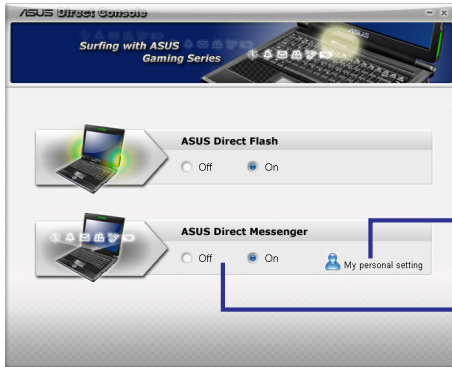 ASUS Direct Console
Surfing with ASUS
Gaming Series
ASUS
ASUS Direct Flash
Off On
ASUS Direct Messenger
Off On My personal setting